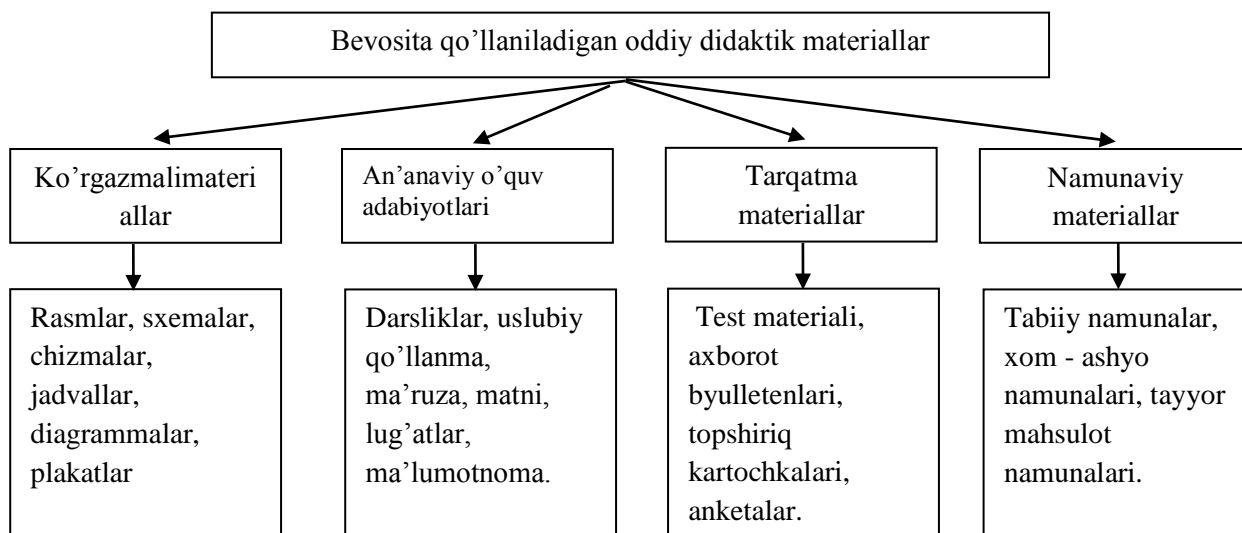 Bevosita qo’llaniladigan oddiy didaktik materiallar
Ko’rgazmalimateri
allar
An’anaviy o’quv
adabiyotlari
Tarqatma
materiallar
Namunaviy
materiallar
Rasmlar, sxemalar,
chizmalar,
jadvallar,
diagrammalar,
plakatlar
Darsliklar, uslubiy
qo’llanma,
ma’ruza, matni,
lug’atlar,
ma’lumotnoma.
Test materiali,
axborot
byulletenlari,
topshiriq
kartochkalari,
anketalar.
Tabiiy namunalar,
xom - ashyo
namunalari, tayyor
mahsulot
namunalari.